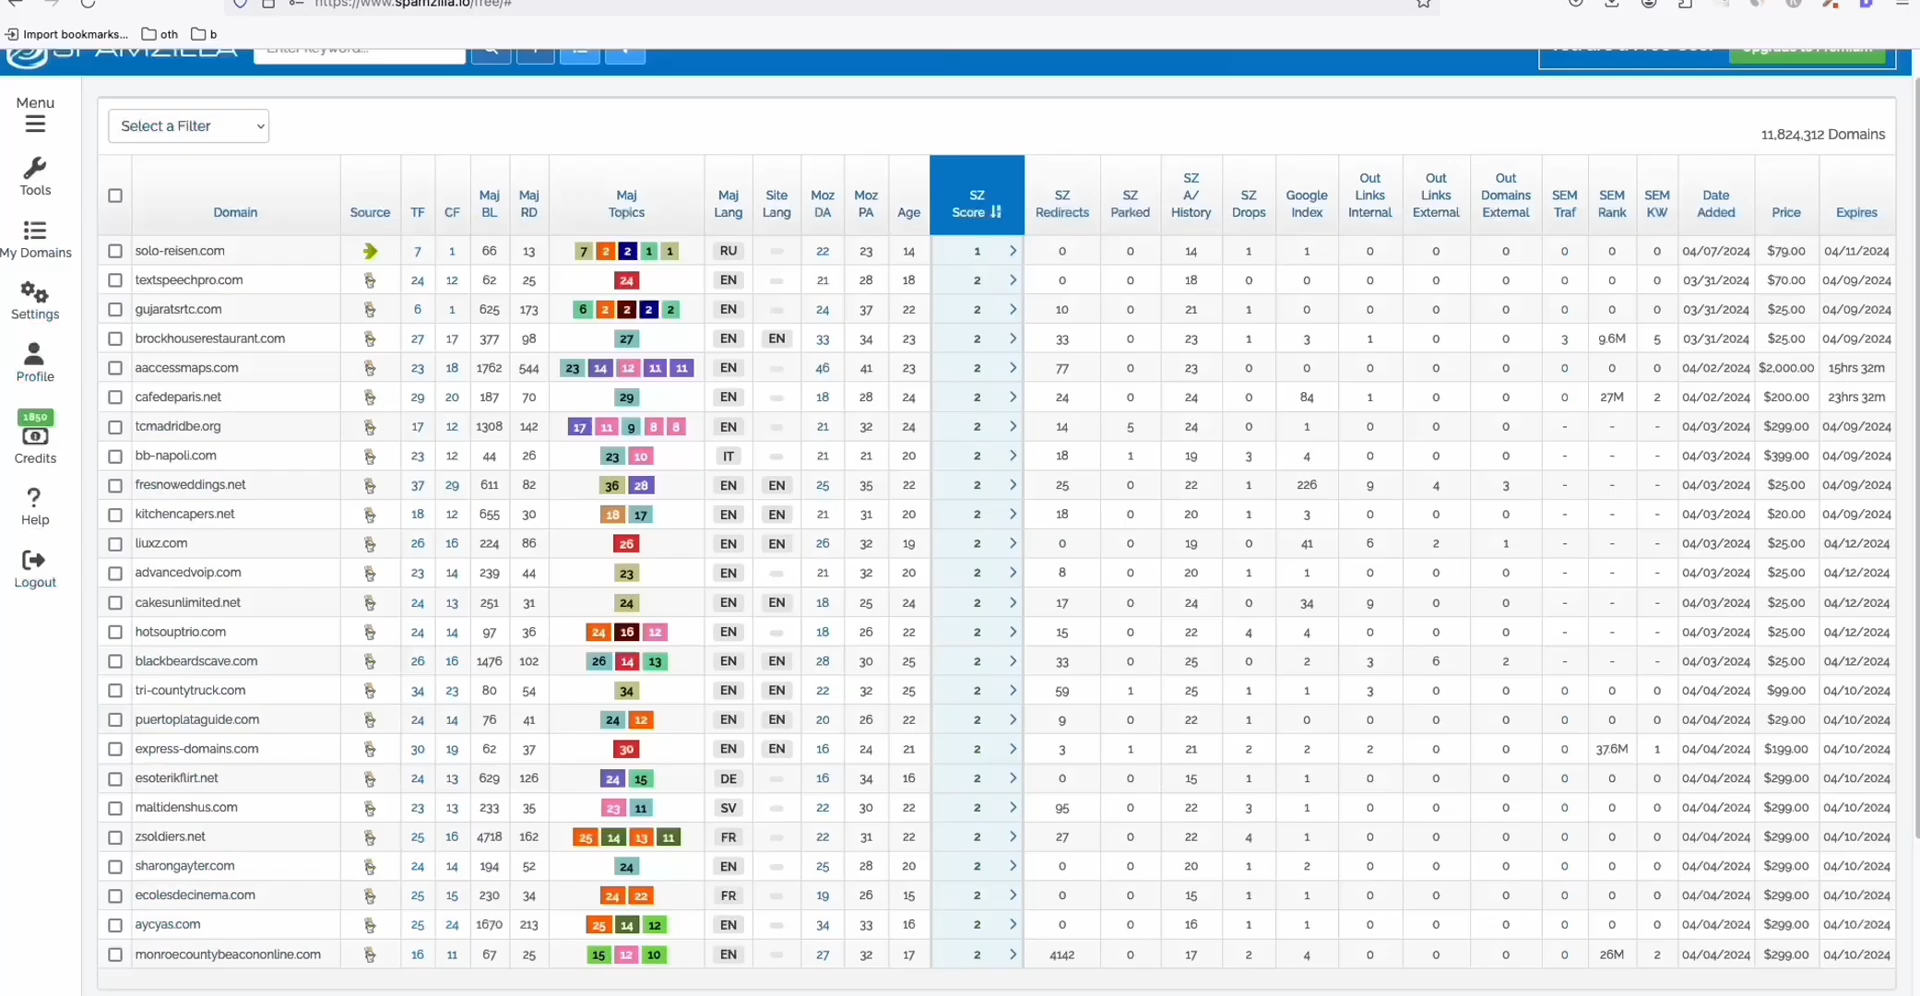 https://www.spamzilla.io/free/#
Import bookmarks... oth b
SPAMZILLA Enter Keyword... Upgrade to Premium
Menu
Tools
My Domains
Settings
Profile
1850
Credits
Help
Logout
Select a Filter
11,824,312 Domains
Domain Source TF CF Maj BL Maj RD Maj Topics Maj Lang Site Lang Moz DA Moz PA Age SZ Score SZ Redirects SZ Parked SZ A/ History SZ Drops Google Index Out Links Internal Out Links External Out Domains External SEM Traf SEM Rank SEM KW Date Added Price Expires
solo-reisen.com 7 1 66 13 7 2 2 1 1 RU 22 23 14 1 0 0 14 1 1 0 0 0 0 0 0 04/07/2024 $79.00 04/11/2024
textspeechpro.com 24 12 62 25 24 EN 21 28 18 2 0 0 18 0 0 0 0 0 0 0 0 03/31/2024 $70.00 04/09/2024
gujaratsrtc.com 6 1 625 173 6 2 2 2 2 EN 24 37 22 2 10 0 21 1 0 0 0 0 0 0 0 03/31/2024 $25.00 04/09/2024
brockhouserestaurant.com 27 17 377 98 27 EN EN 33 34 23 2 33 0 23 1 3 1 0 0 3 9.6M 5 03/31/2024 $25.00 04/09/2024
aaccessmaps.com 23 18 1762 544 23 14 12 11 11 EN 46 41 23 2 77 0 23 0 0 0 0 0 0 0 0 04/02/2024 $2,000.00 15hrs 32m
cafedeparis.net 29 20 187 70 29 EN 18 28 24 2 24 0 24 0 84 1 0 0 0 27M 2 04/02/2024 $200.00 23hrs 32m
tcmadridbe.org 17 12 1308 142 17 11 9 8 8 EN 21 32 24 2 14 5 24 0 1 0 0 0 - - - 04/03/2024 $299.00 04/09/2024
bb-napoli.com 23 12 44 26 23 10 IT 21 21 20 2 18 1 19 3 4 0 0 0 - - - 04/03/2024 $399.00 04/09/2024
fresnoweddings.net 37 29 611 82 36 28 EN EN 25 35 22 2 25 0 22 1 226 9 4 3 - - - 04/03/2024 $25.00 04/09/2024
kitchencapers.net 18 12 655 30 18 17 EN EN 21 31 20 2 18 0 20 1 3 0 0 0 - - - 04/03/2024 $20.00 04/09/2024
liuxz.com 26 16 224 86 26 EN EN 26 32 19 2 0 0 19 0 41 6 2 1 - - - 04/03/2024 $25.00 04/12/2024
advancedvoip.com 23 14 239 44 23 EN 21 32 20 2 8 0 20 1 1 0 0 0 - - - 04/03/2024 $25.00 04/12/2024
cakesunlimited.net 24 13 251 31 24 EN EN 18 25 24 2 17 0 24 0 34 9 0 0 - - - 04/03/2024 $25.00 04/12/2024
hotsouptrio.com 24 14 97 36 24 16 12 EN 18 26 22 2 15 0 22 4 4 0 0 0 - - - 04/03/2024 $25.00 04/12/2024
blackbeardscave.com 26 16 1476 102 26 14 13 EN EN 28 30 25 2 33 0 25 0 2 3 6 2 - - - 04/03/2024 $25.00 04/12/2024
tri-countytruck.com 34 23 80 54 34 EN EN 22 32 25 2 59 1 25 1 1 3 0 0 0 0 0 04/04/2024 $99.00 04/10/2024
puertoplataguide.com 24 14 76 41 24 12 EN EN 20 26 22 2 9 0 22 1 0 0 0 0 0 0 0 04/04/2024 $29.00 04/10/2024
express-domains.com 30 19 62 37 30 EN EN 16 24 21 2 3 1 21 2 2 2 0 0 0 37.6M 1 04/04/2024 $199.00 04/10/2024
esoterikflirt.net 24 13 629 126 24 15 DE 16 34 16 2 0 0 15 1 1 0 0 0 0 0 0 04/04/2024 $299.00 04/10/2024
maltidenshus.com 23 13 233 35 23 11 SV 22 30 22 2 95 0 22 3 1 0 0 0 0 0 0 04/04/2024 $299.00 04/10/2024
zsoldiers.net 25 16 4718 162 25 14 13 11 FR 22 31 22 2 27 0 22 4 1 0 0 0 0 0 0 04/04/2024 $299.00 04/10/2024
sharongayter.com 24 14 194 52 24 EN 25 28 20 2 0 0 20 1 2 0 0 0 0 0 0 04/04/2024 $299.00 04/10/2024
ecolesdecinema.com 25 15 230 34 24 22 FR 19 26 15 2 0 0 15 1 1 0 0 0 0 0 0 04/04/2024 $299.00 04/10/2024
aycyas.com 25 24 1670 213 25 14 12 EN 34 33 16 2 0 0 16 1 1 0 0 0 0 0 0 04/04/2024 $299.00 04/10/2024
monroecountybeacononline.com 16 11 67 25 15 12 10 EN 27 32 17 2 4142 0 17 2 4 0 0 0 0 26M 2 04/04/2024 $299.00 04/10/2024